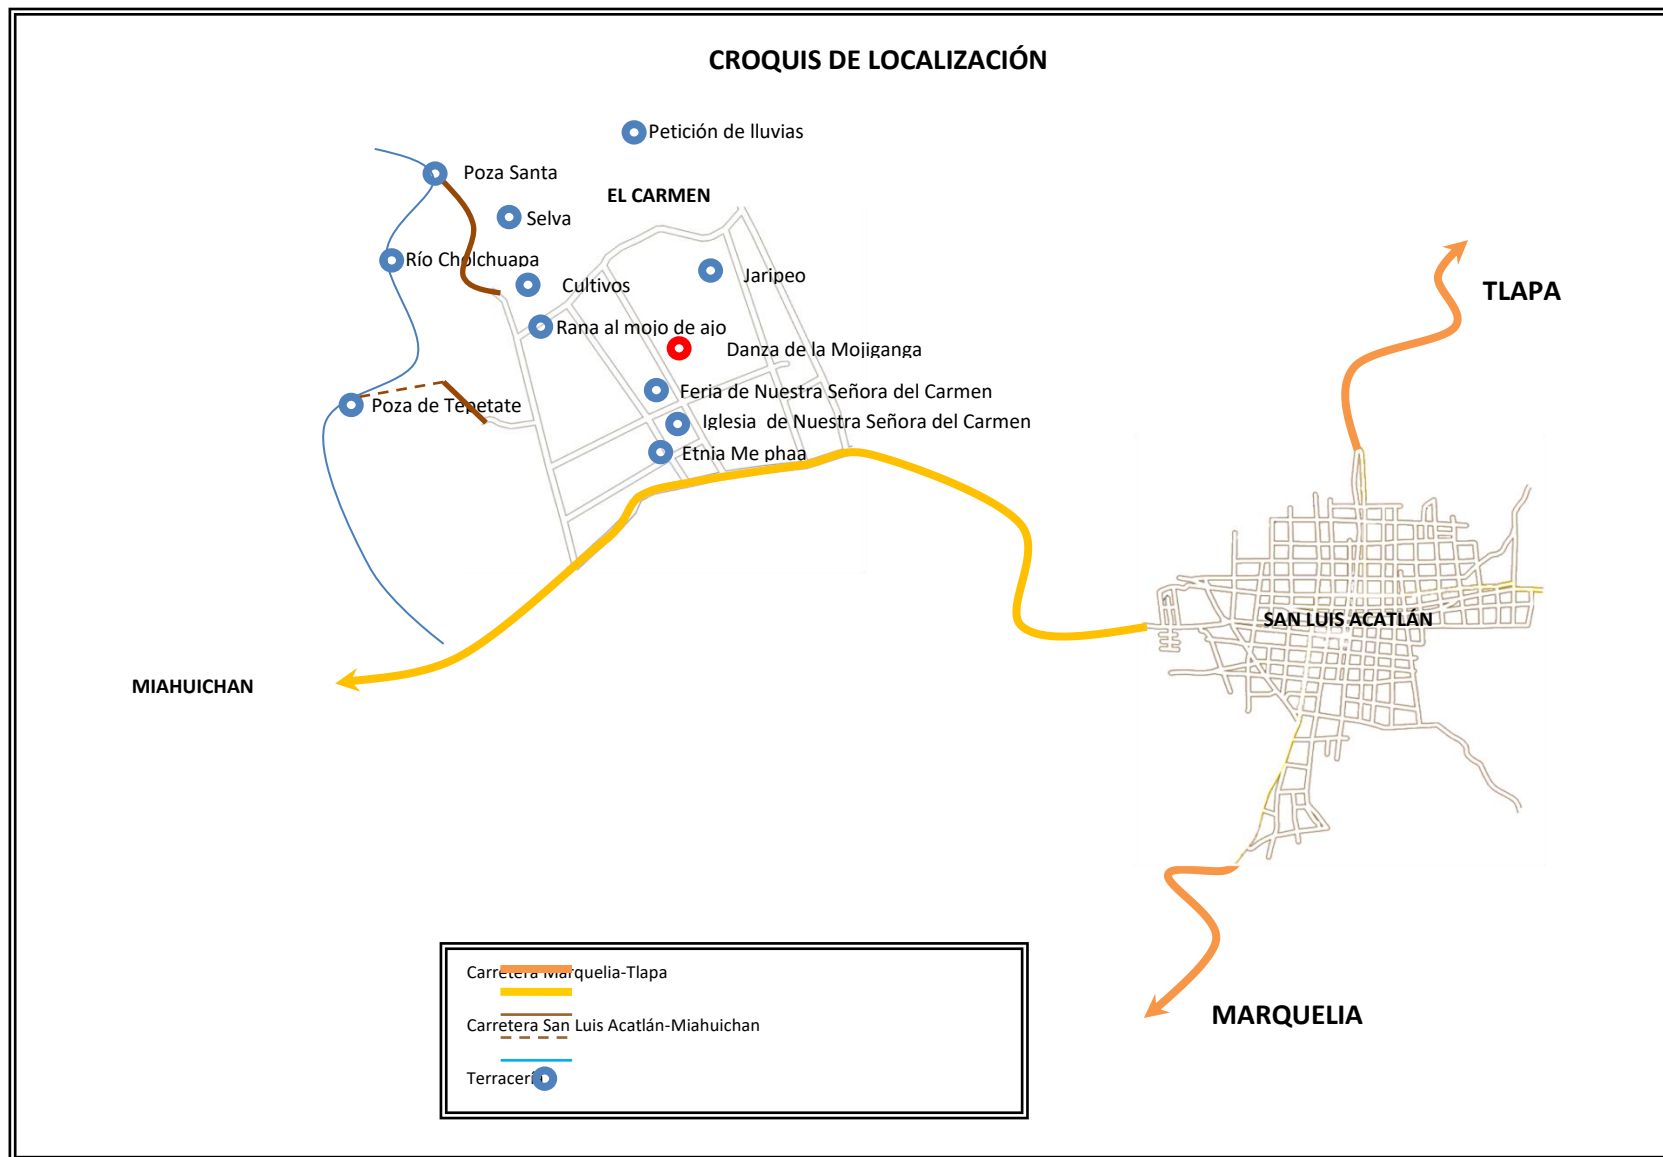 CROQUIS DE LOCALIZACIÓN
Petición de lluvias
Poza Santa
EL CARMEN
Selva
Río Cholchuapa
Jaripeo
Cultivos
TLAPA
Rana al mojo de ajo
Danza de la Mojiganga
Feria de Nuestra Señora del Carmen
Poza de Tepetate
Iglesia de Nuestra Señora del Carmen
Etnia Me phaa
SAN LUIS ACATLÁN
MIAHUICHAN
Carretera Marquelia-Tlapa
MARQUELIA
Carretera San Luis Acatlán-Miahuichan
Terracería